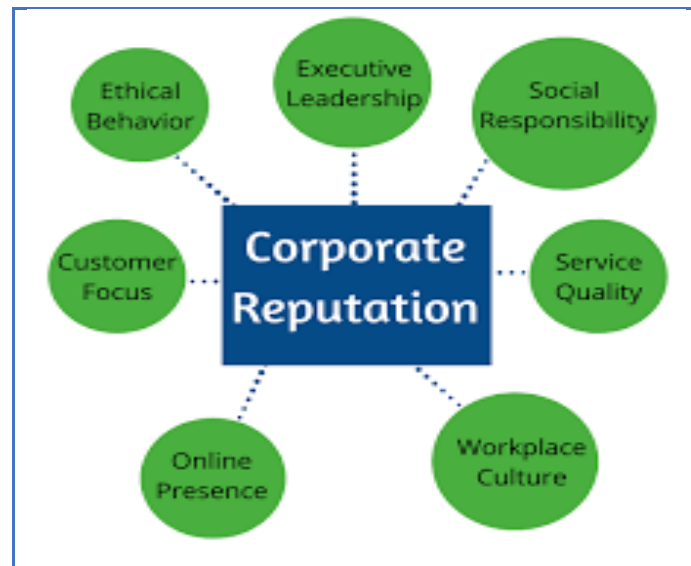 Ethical
Behavior
Executive
Leadership
Social
Responsibility
Customer
Focus
Corporate
Reputation
Service
Quality
Online
Presence
Workplace
Culture